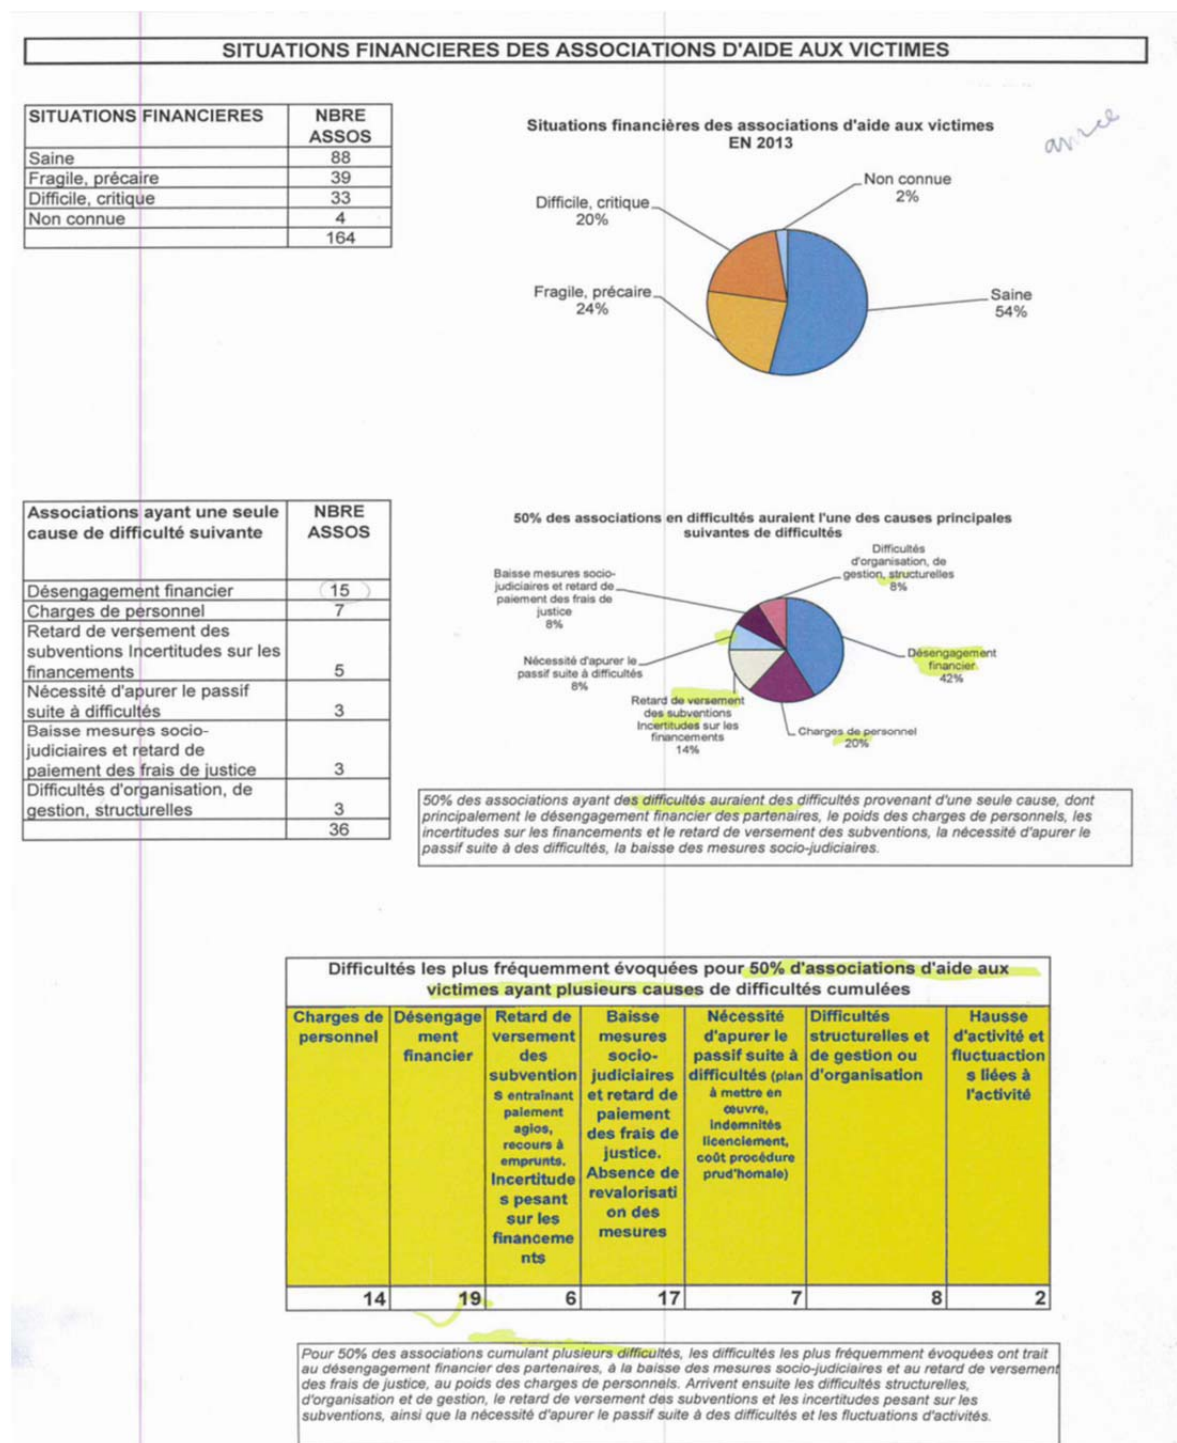 SITUATIONS FINANCIERES DES ASSOCIATIONS D'AIDE AUX VICTIMES
SITUATIONS FINANCIERES
NBRE
ASSOS
Saine 88
Fragile, précaire 39
Difficile, critique 33
Non connue 4
164
Situations financières des associations d'aide aux victimes
EN 2013
Non connue
2%
Difficile, critique
20%
Fragile, précaire
24%
Saine
54%
Associations ayant une seule
cause de difficulté suivante
NBRE
ASSOS
Désengagement financier 15
Charges de personnel 7
Retard de versement des
subventions Incertitudes sur les
financements 5
Nécessité d'apurer le passif
suite à difficultés 3
Baisse mesures socio-
judiciaires et retard de
paiement des frais de justice 3
Difficultés d'organisation, de
gestion, structurelles 3
36
50% des associations en difficultés auraient l'une des causes principales
suivantes de difficultés
Difficultés
d'organisation, de
gestion, structurelles
8%
Baisse mesures socio-
judiciaires et retard de
paiement des frais de
justice
8%
Nécessité d'apurer le
passif suite à difficultés
8%
Désengagement
financier
42%
Retard de versement
des subventions
Incertitudes sur les
financements
14%
Charges de personnel
20%
50% des associations ayant des difficultés auraient des difficultés provenant d'une seule cause, dont
principalement le désengagement financier des partenaires, le poids des charges de personnels, les
incertitudes sur les financements et le retard de versement des subventions, la nécessité d'apurer le
passif suite à des difficultés, la baisse des mesures socio-judiciaires.
Difficultés les plus fréquemment évoquées pour 50% d'associations d'aide aux
victimes ayant plusieurs causes de difficultés cumulées
Charges de
personnel
Désengage
ment
financier
Retard de
versement
des
subvention
s entraînant
paiement
agios,
recours à
emprunts.
Incertitude
s pesant
sur les
financeme
nts
Baisse
mesures
socio-
judiciaires
et retard de
paiement
des frais de
justice.
Absence de
revalorisati
on des
mesures
Nécessité
d'apurer le
passif suite à
difficultés (plan
à mettre en
œuvre,
indemnités
licenciement,
coût procédure
prud'homale)
Difficultés
structurelles et
de gestion ou
d'organisation
Hausse
d'activité et
fluctuaction
s liées à
l'activité
14 19 6 17 7 8 2
Pour 50% des associations cumulant plusieurs difficultés, les difficultés les plus fréquemment évoquées ont trait
au désengagement financier des partenaires, à la baisse des mesures socio-judiciaires et au retard de versement
des frais de justice, au poids des charges de personnels. Arrivent ensuite les difficultés structurelles,
d'organisation et de gestion, le retard de versement des subventions et les incertitudes pesant sur les
subventions, ainsi que la nécessité d'apurer le passif suite à des difficultés et les fluctuations d'activités.